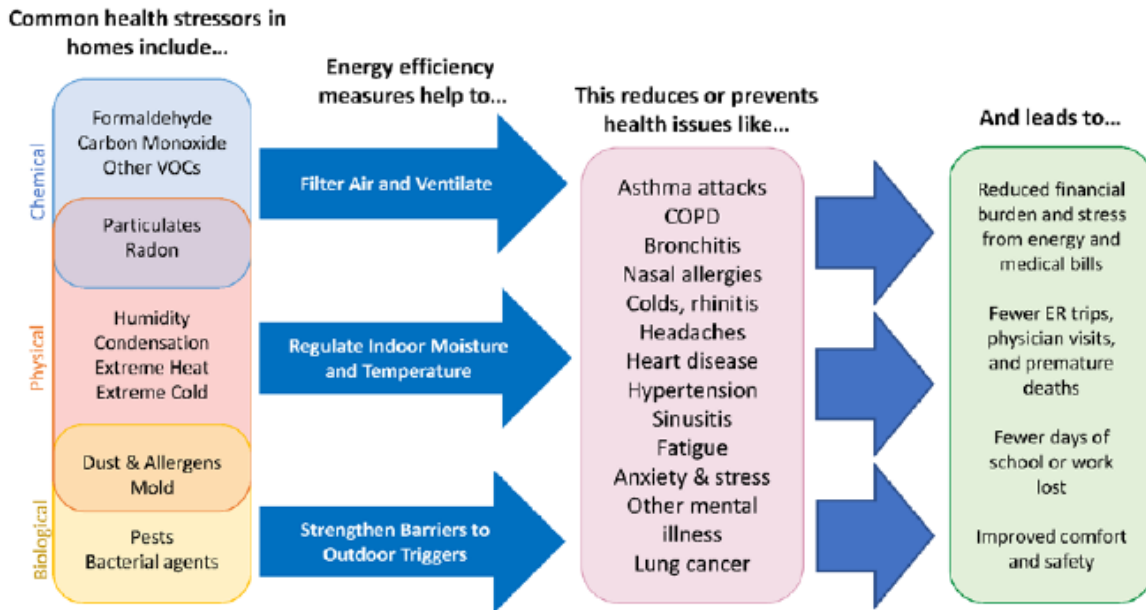 Common health stressors in
homes include...
Chemical
Formaldehyde
Carbon Monoxide
Other VOCs
Particulates
Radon
Physical
Humidity
Condensation
Extreme Heat
Extreme Cold
Dust & Allergens
Mold
Biological
Pests
Bacterial agents
Energy efficiency
measures help to...
Filter Air and Ventilate
Regulate Indoor Moisture
and Temperature
Strengthen Barriers to
Outdoor Triggers
This reduces or prevents
health issues like...
Asthma attacks
COPD
Bronchitis
Nasal allergies
Colds, rhinitis
Headaches
Heart disease
Hypertension
Sinusitis
Fatigue
Anxiety & stress
Other mental
illness
Lung cancer
And leads to...
Reduced financial
burden and stress
from energy and
medical bills
Fewer ER trips,
physician visits,
and premature
deaths
Fewer days of
school or work
lost
Improved comfort
and safety